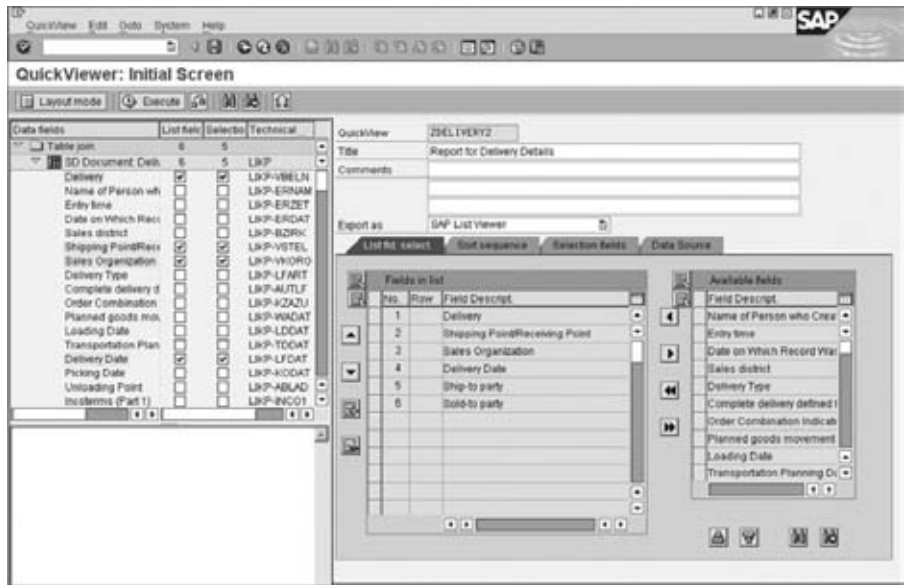 QuickView Edit Goto System Help
SAP
QuickViewer: Initial Screen
Layout mode Execute
Data fields List field Selectio Technical
Table join 6 5
SD Document: Deliv. 6 5 LIKP
Delivery LIKP-VBELN
Name of Person wh LIKP-ERNAM
Entry time LIKP-ERZET
Date on Which Reco LIKP-ERDAT
Sales district LIKP-BZIRK
Shipping Point/Rece LIKP-VSTEL
Sales Organization LIKP-VKORG
Delivery Type LIKP-LFART
Complete delivery d LIKP-AUTLF
Order Combination LIKP-KZAZU
Planned goods mov. LIKP-WADAT
Loading Date LIKP-LDDAT
Transportation Plan LIKP-TDDAT
Delivery Date LIKP-LFDAT
Picking Date LIKP-KODAT
Unloading Point LIKP-ABLAD
Incoterms (Part 1) LIKP-INCO1
QuickView ZDELIVERY2
Title Report for Delivery Details
Comments
Export as SAP List Viewer
List fld. select. Sort sequence Selection fields Data Source
Fields in list
No. Row Field Descript.
1 Delivery
2 Shipping Point/Receiving Point
3 Sales Organization
4 Delivery Date
5 Ship-to party
6 Sold-to party
Available fields
Field Descript.
Name of Person who Creat
Entry time
Date on Which Record Was
Sales district
Delivery Type
Complete delivery defined f
Order Combination Indicat
Planned goods movement
Loading Date
Transportation Planning Da